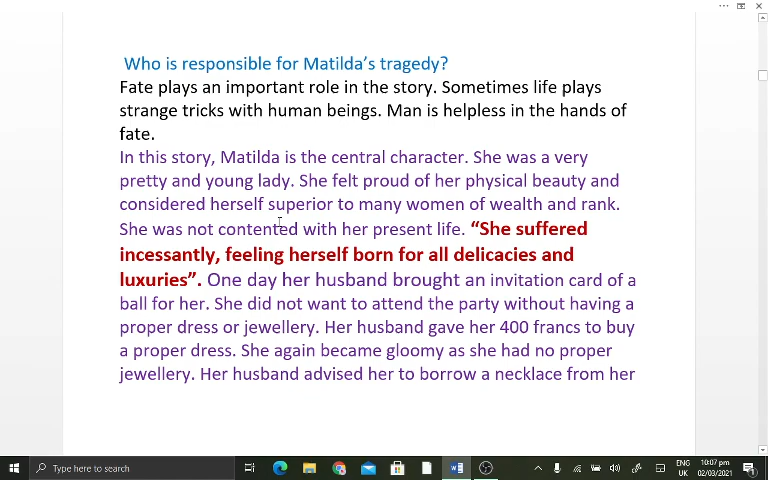 Who is responsible for Matilda's tragedy?
Fate plays an important role in the story. Sometimes life plays
strange tricks with human beings. Man is helpless in the hands of
fate.
In this story, Matilda is the central character. She was a very
pretty and young lady. She felt proud of her physical beauty and
considered herself superior to many women of wealth and rank.
She was not contented with her present life. “She suffered
incessantly, feeling herself born for all delicacies and
luxuries”. One day her husband brought an invitation card of a
ball for her. She did not want to attend the party without having a
proper dress or jewellery. Her husband gave her 400 francs to buy
a proper dress. She again became gloomy as she had no proper
jewellery. Her husband advised her to borrow a necklace from her
Type here to search
ENG
UK
10:07 pm
02/03/2021